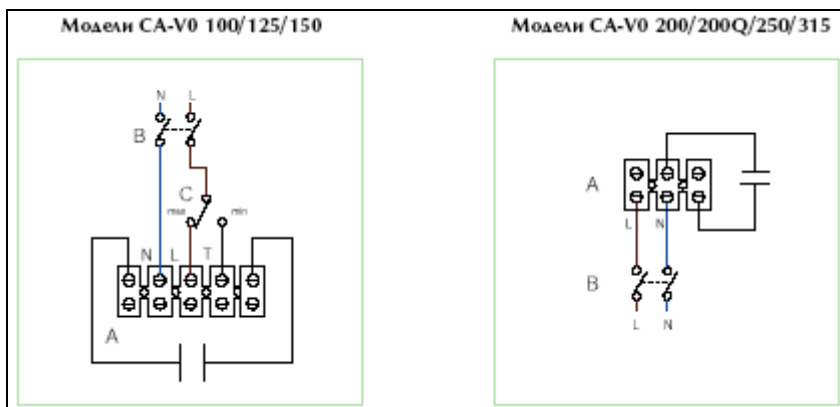 Модели CA-V0 100/125/150
N L
B
C
max min
N L T
A
Модели CA-V0 200/200Q/250/315
A
L N
B
L N